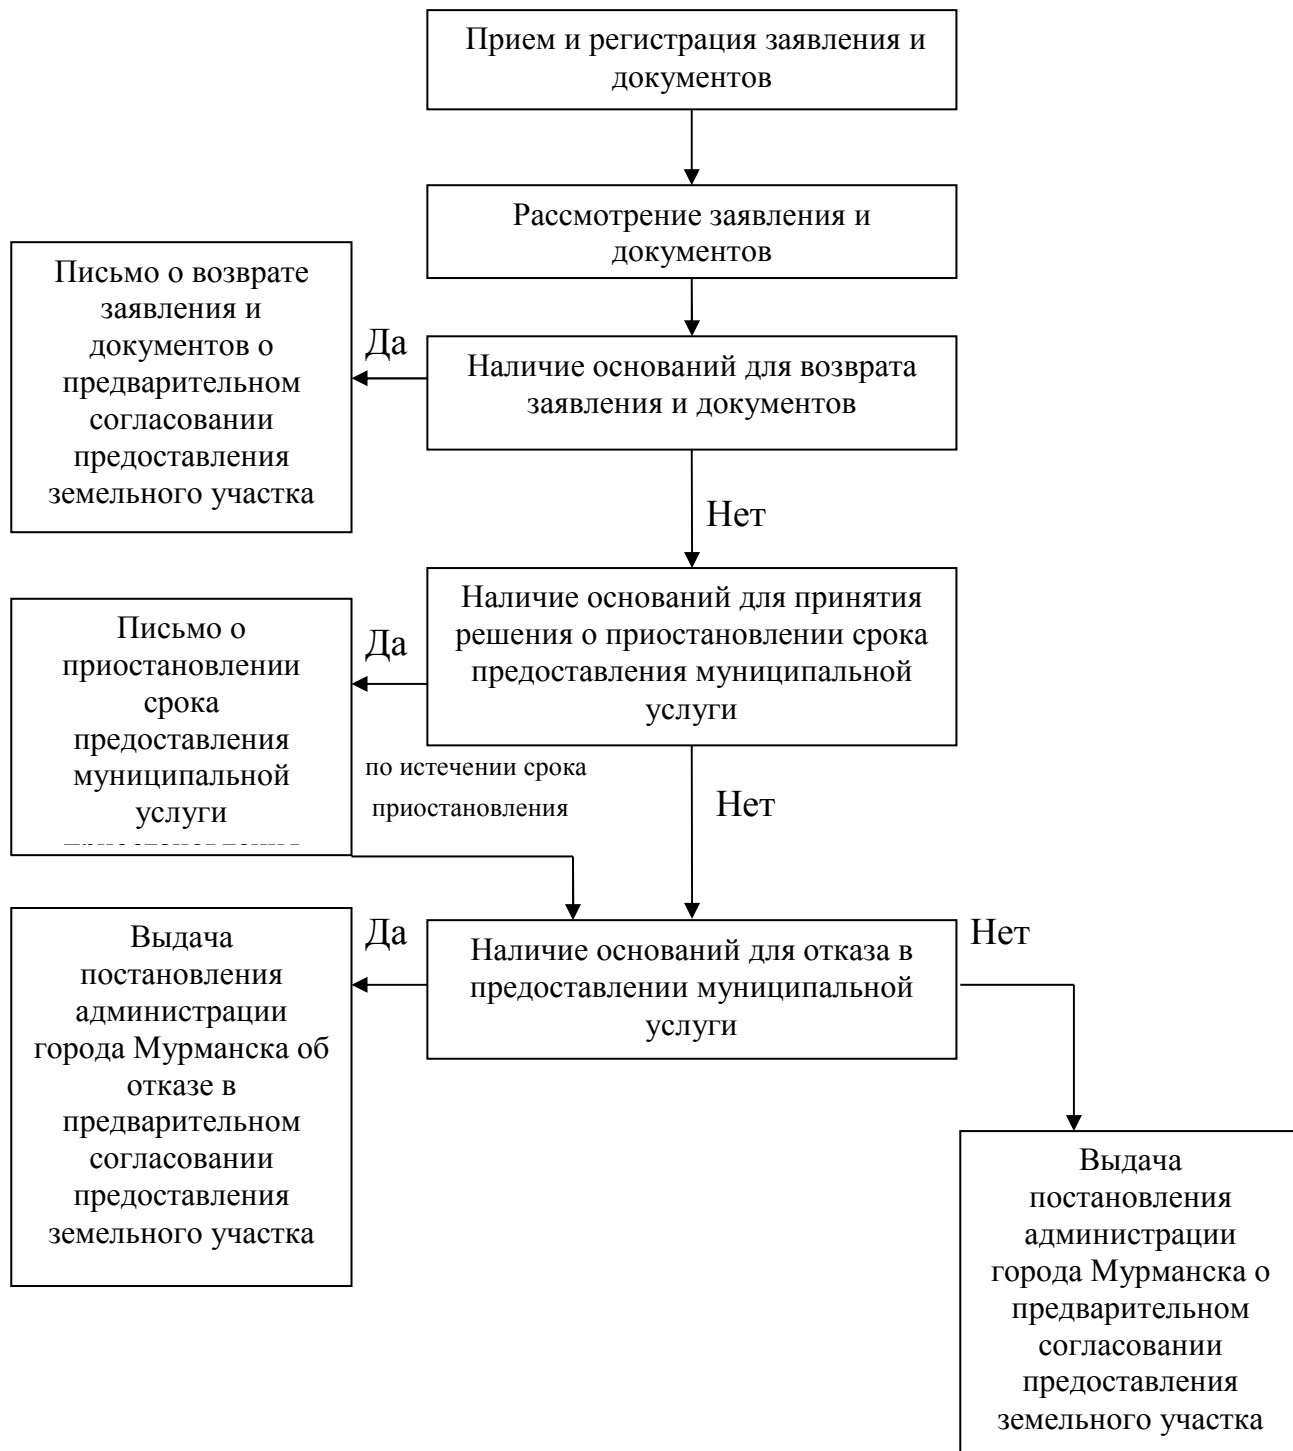 Прием и регистрация заявления и
документов
Рассмотрение заявления и
документов
Письмо о возврате
заявления и
документов о
предварительном
согласовании
предоставления
земельного участка
Да
Наличие оснований для возврата
заявления и документов
Нет
Наличие оснований для принятия
решения о приостановлении срока
предоставления муниципальной
услуги
Да
Письмо о
приостановлении
срока
предоставления
муниципальной
услуги
по истечении срока
приостановления
Нет
Наличие оснований для отказа в
предоставлении муниципальной
услуги
Да
Выдача
постановления
администрации
города Мурманска об
отказе в
предварительном
согласовании
предоставления
земельного участка
Нет
Выдача
постановления
администрации
города Мурманска о
предварительном
согласовании
предоставления
земельного участка